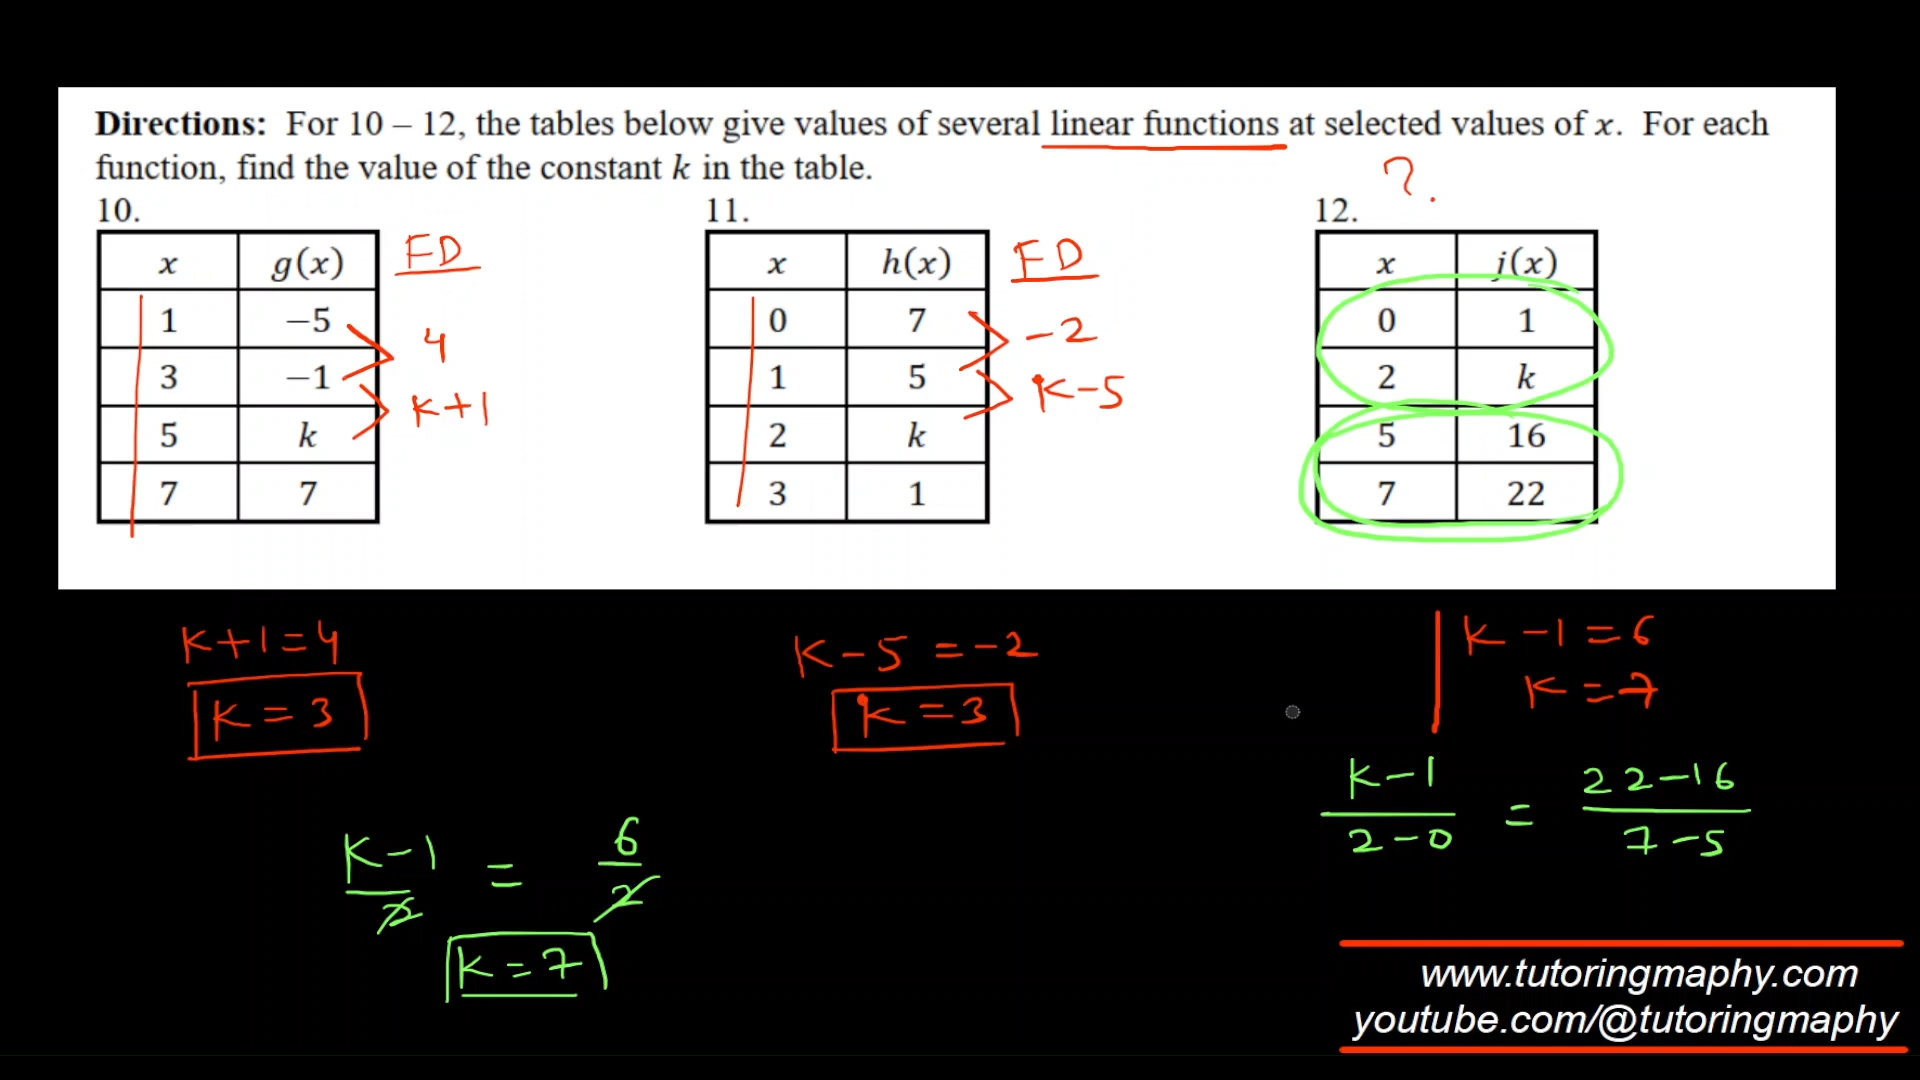 Directions: For 10 – 12, the tables below give values of several linear functions at selected values of x. For each
function, find the value of the constant k in the table.
?
10.
x g(x)
1 −5
3 −1
5 k
7 7
FD
4
k+1
11.
x h(x)
0 7
1 5
2 k
3 1
FD
-2
k-5
12.
x j(x)
0 1
2 k
5 16
7 22
k+1=4
k=3
k-5=-2
k=3
k-1=6
k=7
k-1/2-0 = 22-16/7-5
k-1/2 = 6/2
k=7
www.tutoringmaphy.com
youtube.com/@tutoringmaphy